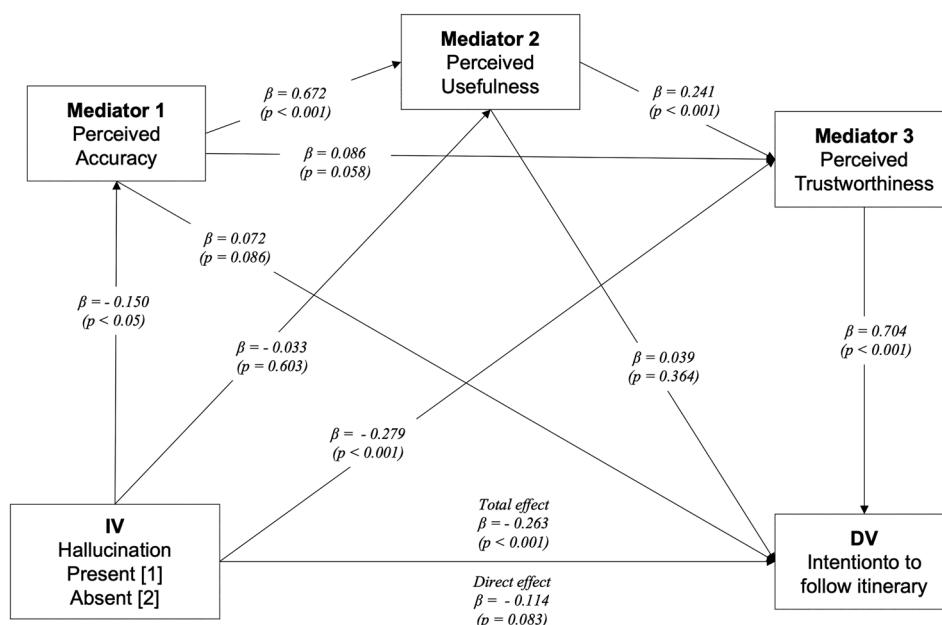 Mediator 2
Perceived
Usefulness
Mediator 1
Perceived
Accuracy
β = 0.672
(p < 0.001)
β = 0.241
(p < 0.001)
Mediator 3
Perceived
Trustworthiness
β = 0.086
(p = 0.058)
β = 0.072
(p = 0.086)
β = - 0.150
(p < 0.05)
β = - 0.033
(p = 0.603)
β = 0.039
(p = 0.364)
β = 0.704
(p < 0.001)
β = - 0.279
(p < 0.001)
IV
Hallucination
Present [1]
Absent [2]
Total effect
β = - 0.263
(p < 0.001)
Direct effect
β = - 0.114
(p = 0.083)
DV
Intentionto to
follow itinerary